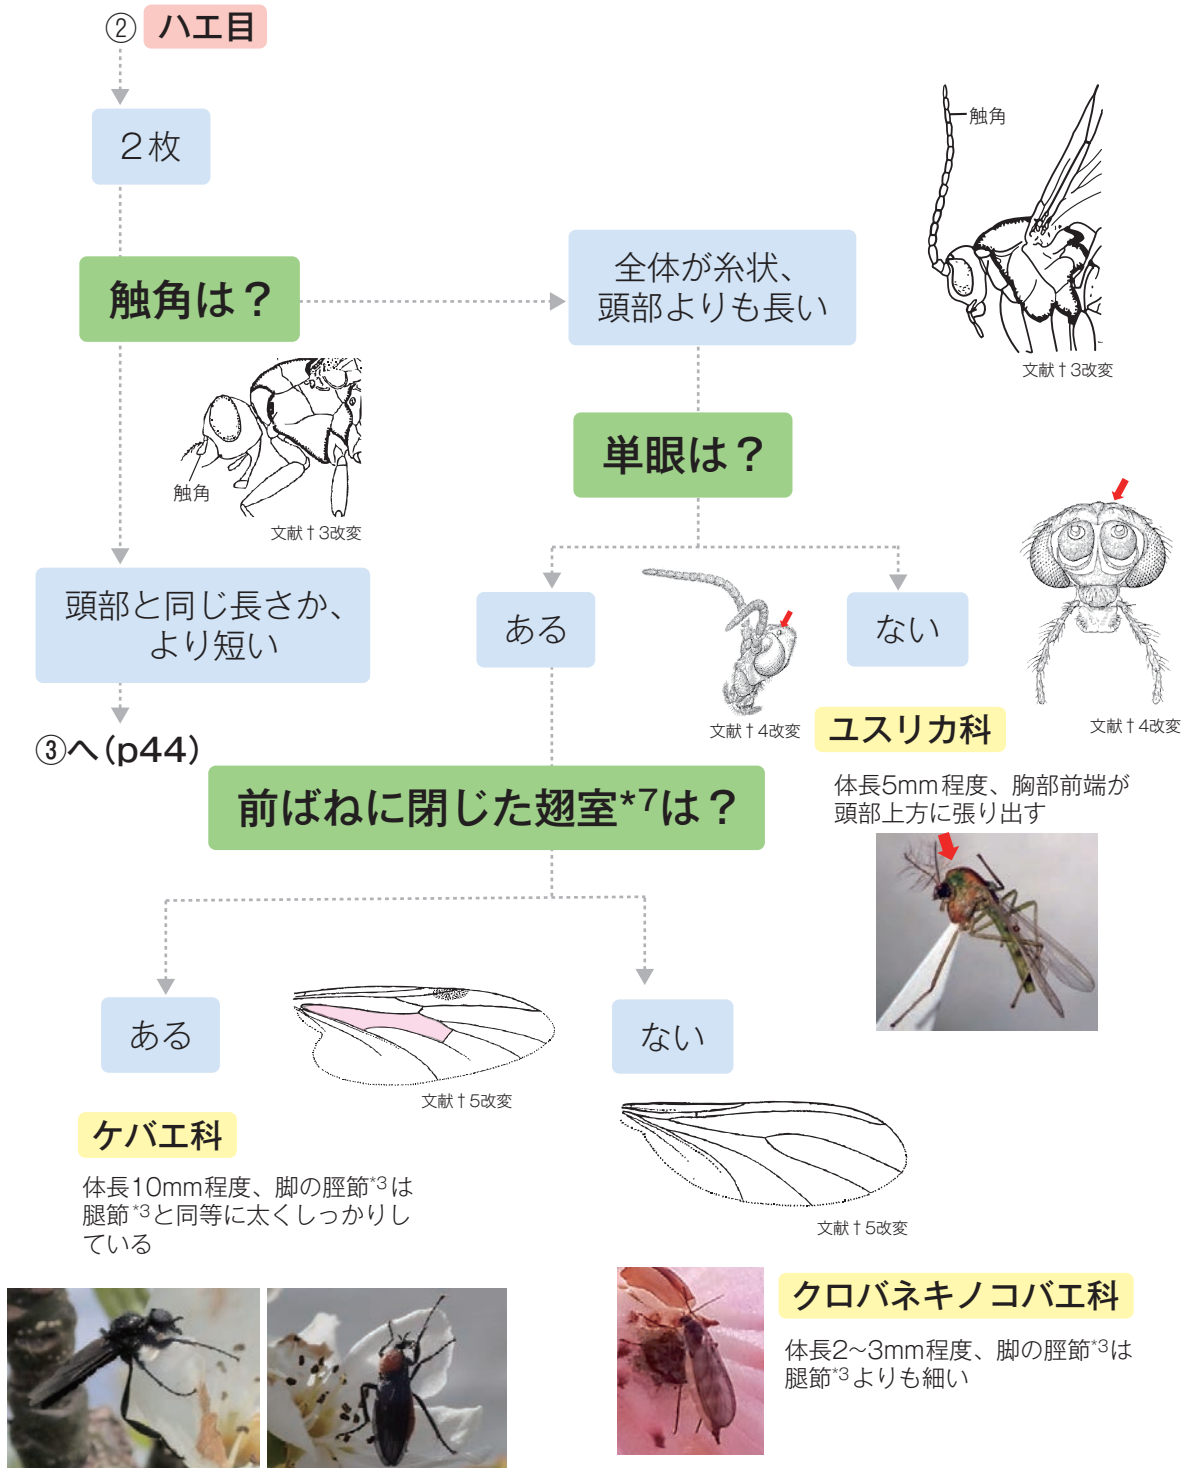 ② ハエ目
2枚
触角は？
触角
文献†3改変
頭部と同じ長さか、
より短い
③へ(p44)
全体が糸状、
頭部よりも長い
触角
文献†3改変
単眼は？
ある
文献†4改変
ない
文献†4改変
ユスリカ科
体長5mm程度、胸部前端が
頭部上方に張り出す
前ばねに閉じた翅室*7は？
ある
文献†5改変
ケバエ科
体長10mm程度、脚の脛節*3は
腿節*3と同等に太くしっかりし
ている
ない
文献†5改変
クロバネキノコバエ科
体長2~3mm程度、脚の脛節*3は
腿節*3よりも細い